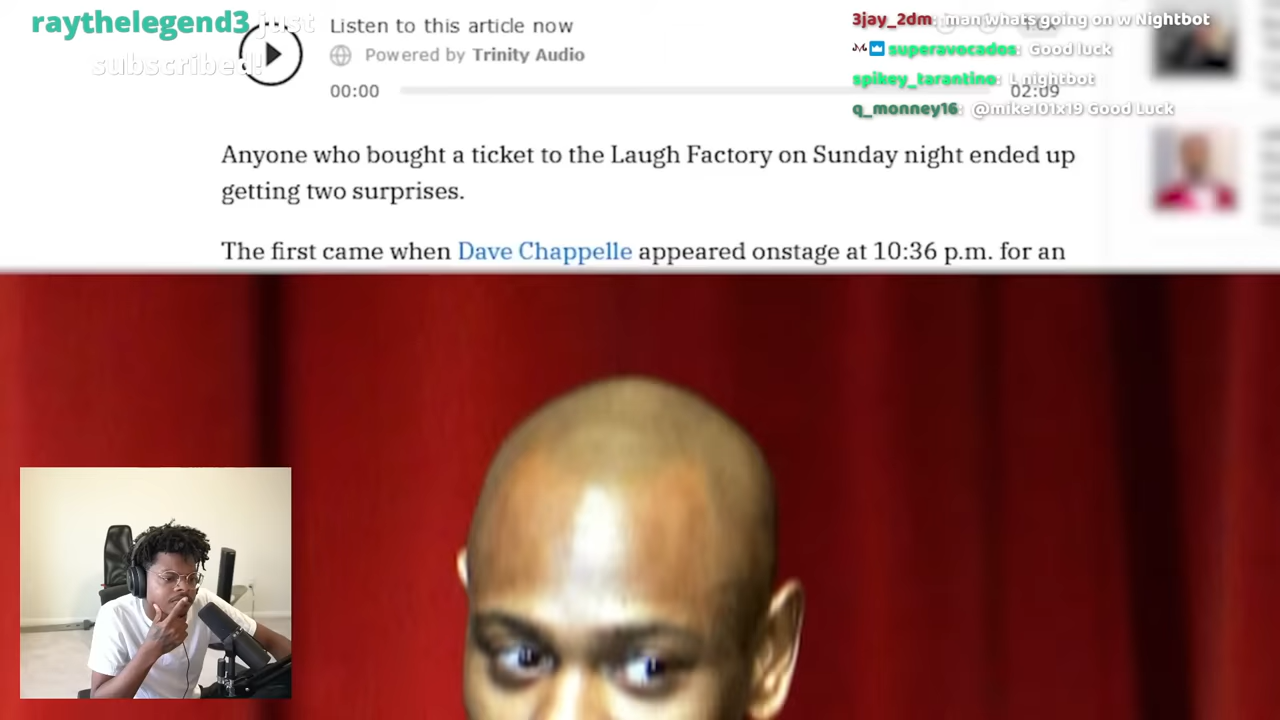 raythelegend3 just
subscribed!
Listen to this article now
Powered by Trinity Audio
00:00
02:09
3jay_2dm: man whats going on w Nightbot
superavocados: Good luck
spikey_tarantino: L nightbot
q_monney16: @mike101x19 Good Luck
Anyone who bought a ticket to the Laugh Factory on Sunday night ended up
getting two surprises.
The first came when Dave Chappelle appeared onstage at 10:36 p.m. for an